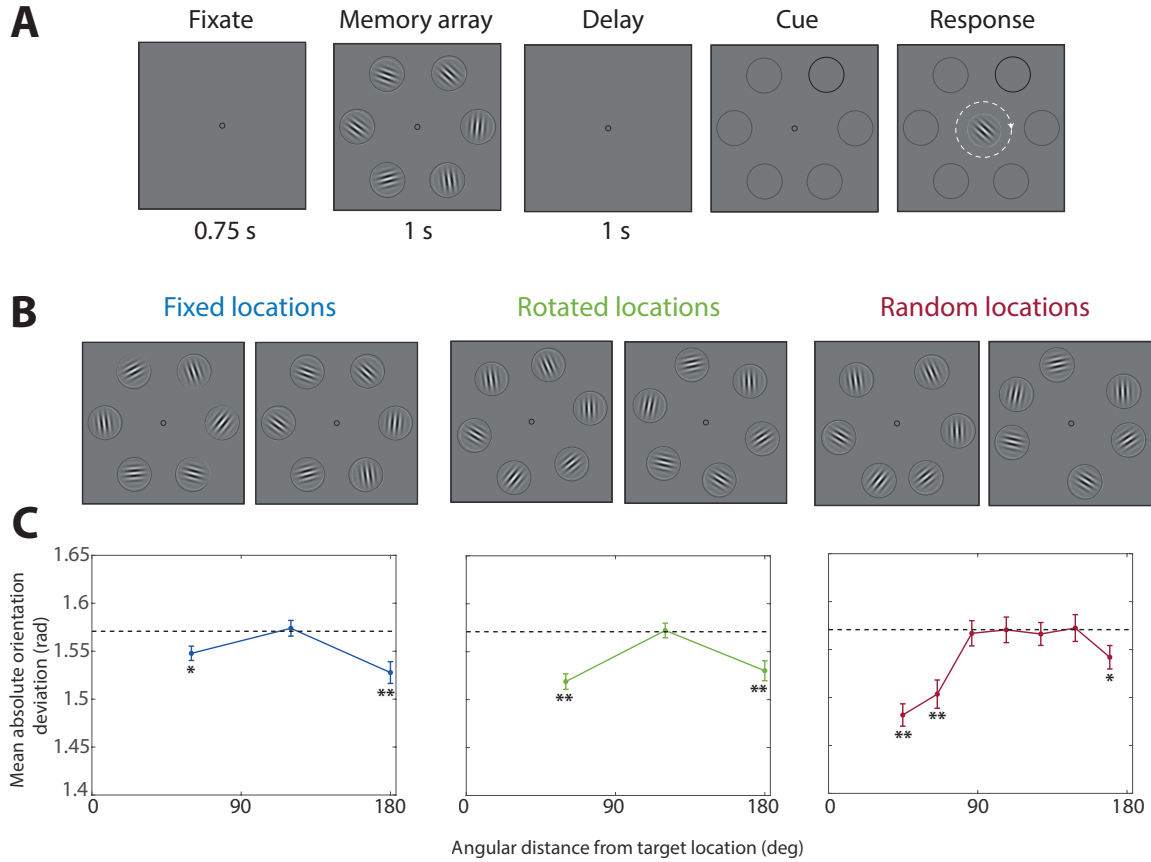 A
Fixate Memory array Delay Cue Response
0.75 s 1 s 1 s
B
Fixed locations Rotated locations Random locations
C
Mean absolute orientation
deviation (rad)
1.65
1.6
1.55
1.5
1.45
1.4
* **
** **
** ** *
0 90 180 0 90 180 0 90 180
Angular distance from target location (deg)